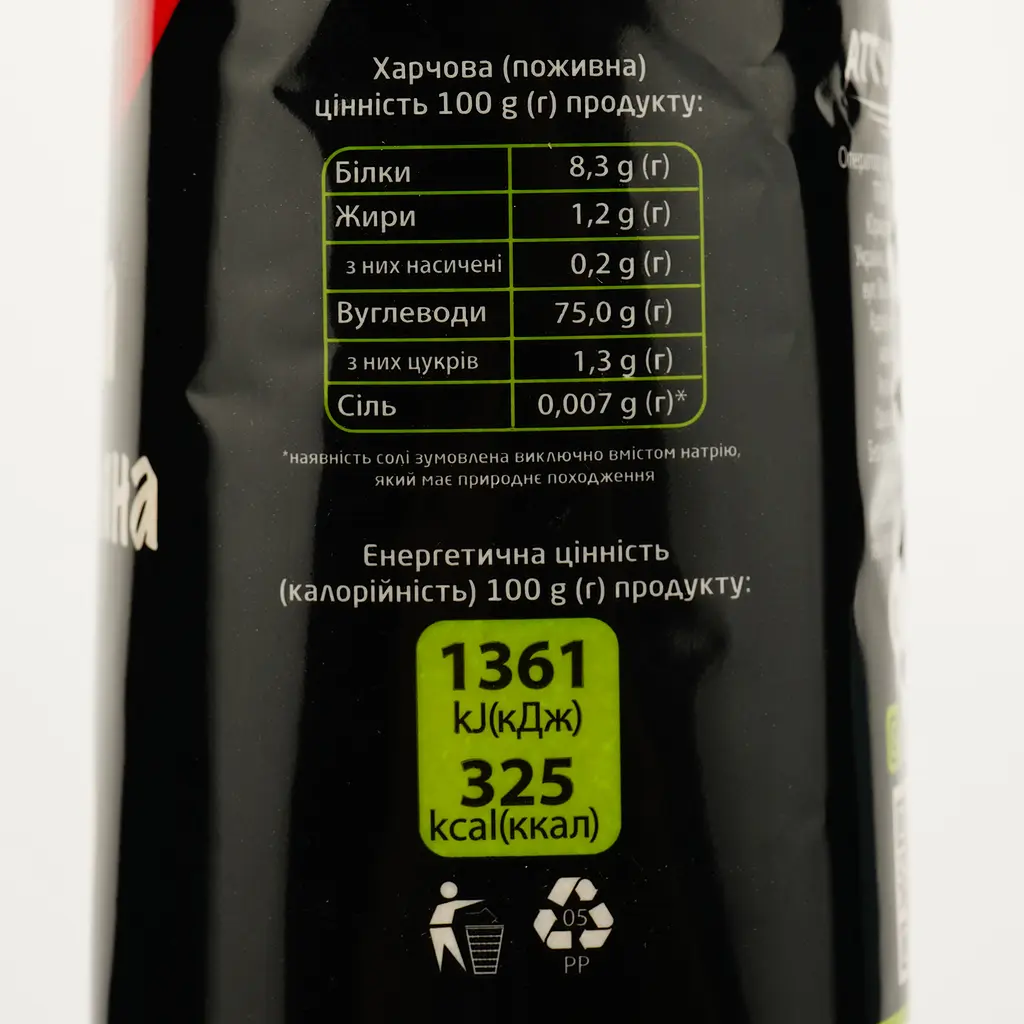 Харчова (поживна)
цінність 100 g (г) продукту:
Білки 8,3 g (г)
Жири 1,2 g (г)
з них насичені 0,2 g (г)
Вуглеводи 75,0 g (г)
з них цукрів 1,3 g (г)
Сіль 0,007 g (г)*
*наявність солі зумовлена виключно вмістом натрію,
який має природнє походження
Енергетична цінність
(калорійність) 100 g (г) продукту:
1361
kJ(кДж)
325
kcal(ккал)
05
PP